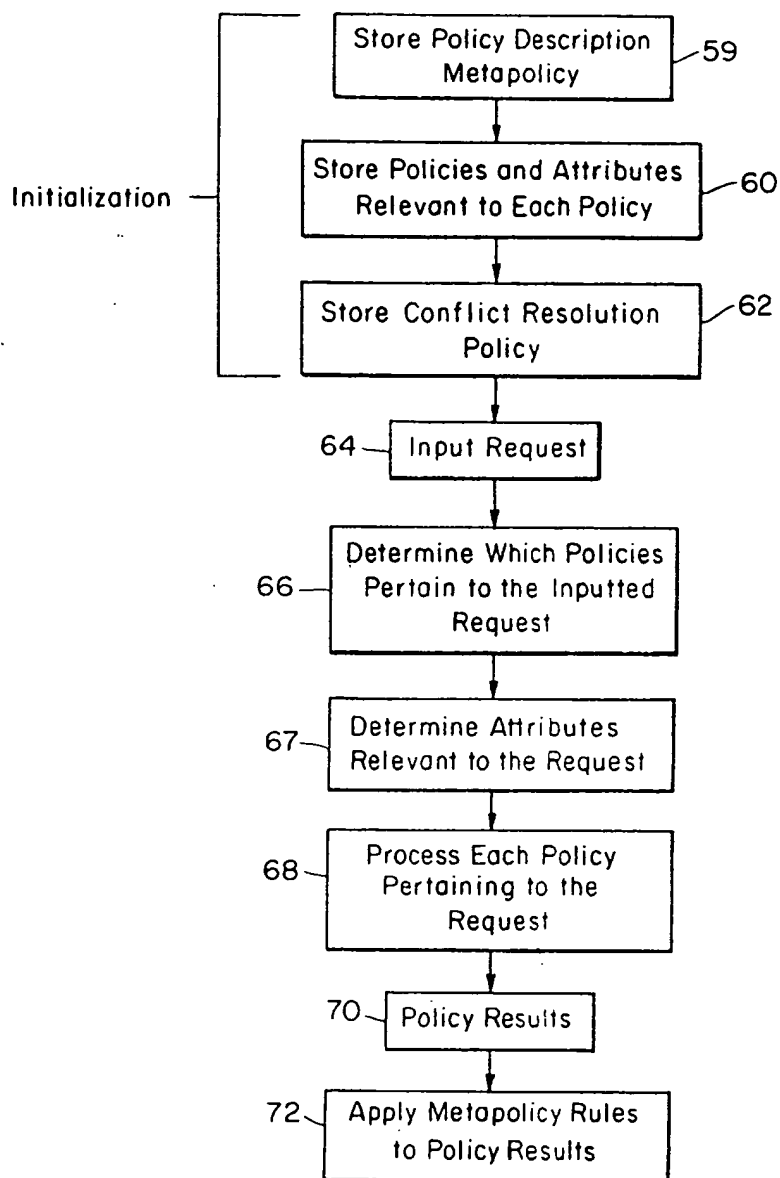 Store Policy Description
Metapolicy
59
Store Policies and Attributes
Relevant to Each Policy
60
Initialization
Store Conflict Resolution
Policy
62
64
Input Request
Determine Which Policies
Pertain to the Inputted
Request
66
Determine Attributes
Relevant to the Request
67
Process Each Policy
Pertaining to the
Request
68
70
Policy Results
72
Apply Metapolicy Rules
to Policy Results